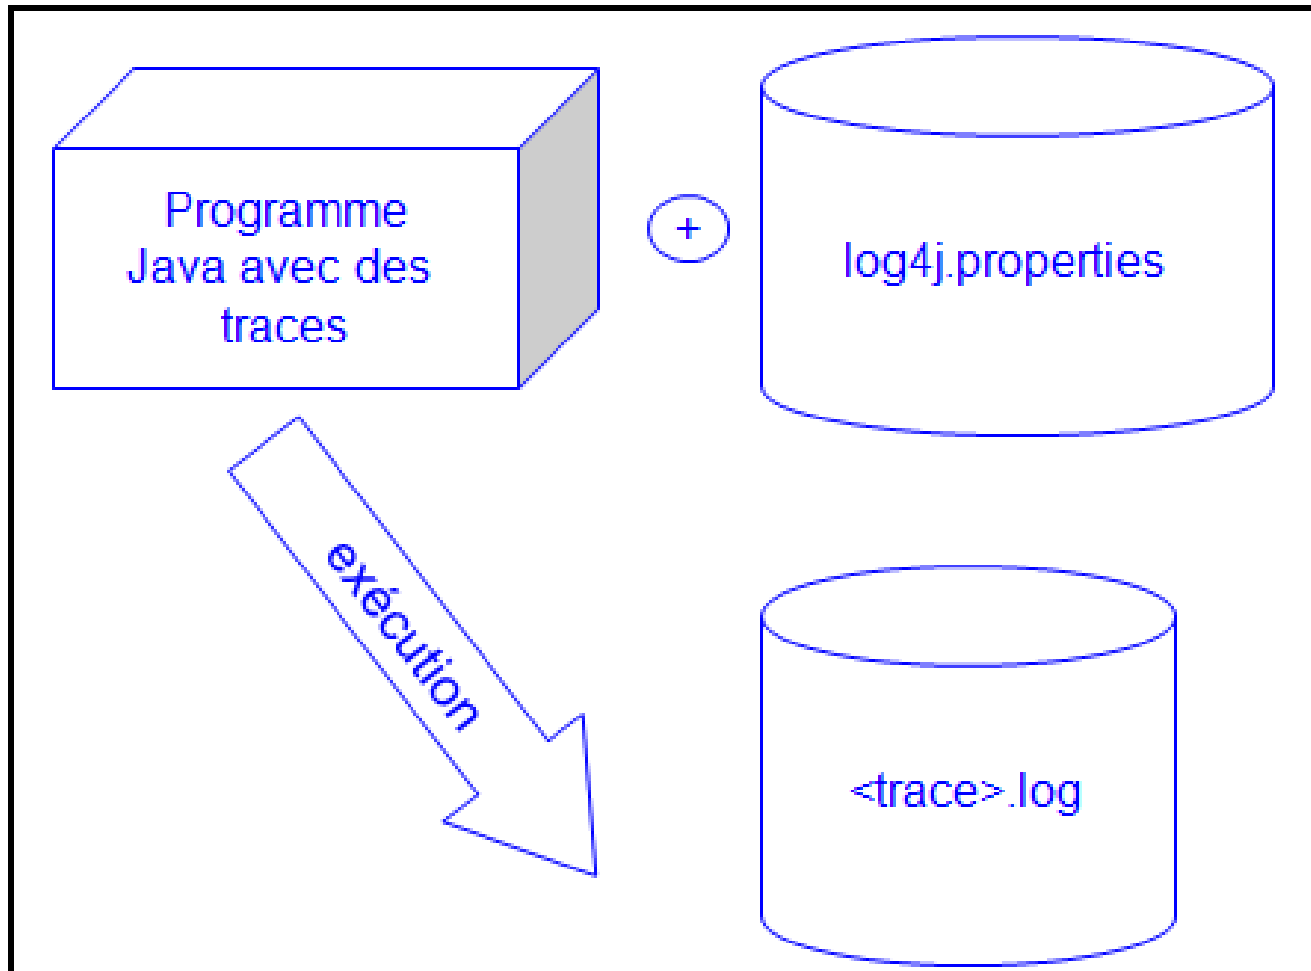 Programme
Java avec des
traces
+
log4j.properties
exécution
<trace>.log